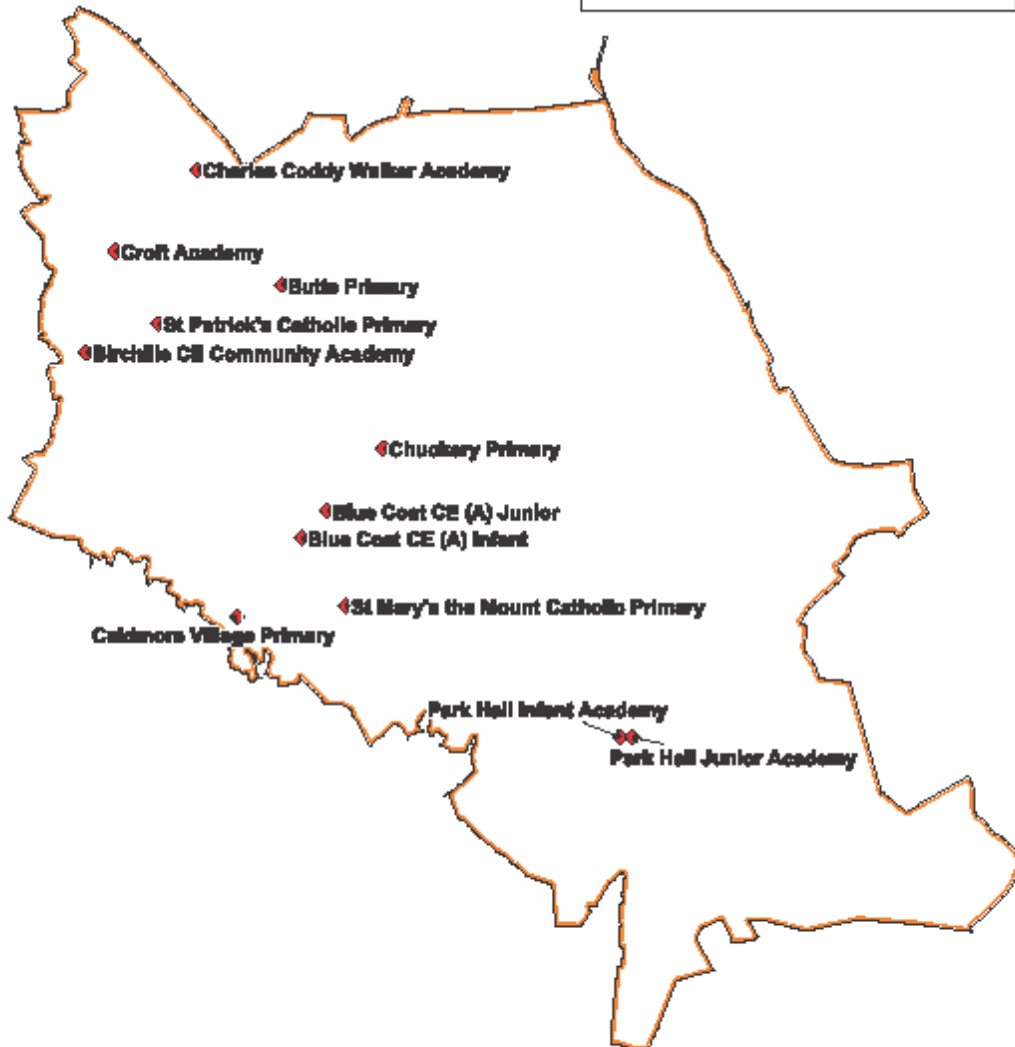 Charles Coddy Walker Academy
Croft Academy
Butts Primary
St Patrick's Catholic Primary
Birchills CE Community Academy
Chuckery Primary
Blue Coat CE (A) Junior
Blue Coat CE (A) Infant
St Mary's the Mount Catholic Primary
Caldmore Village Primary
Park Hall Infant Academy
Park Hall Junior Academy